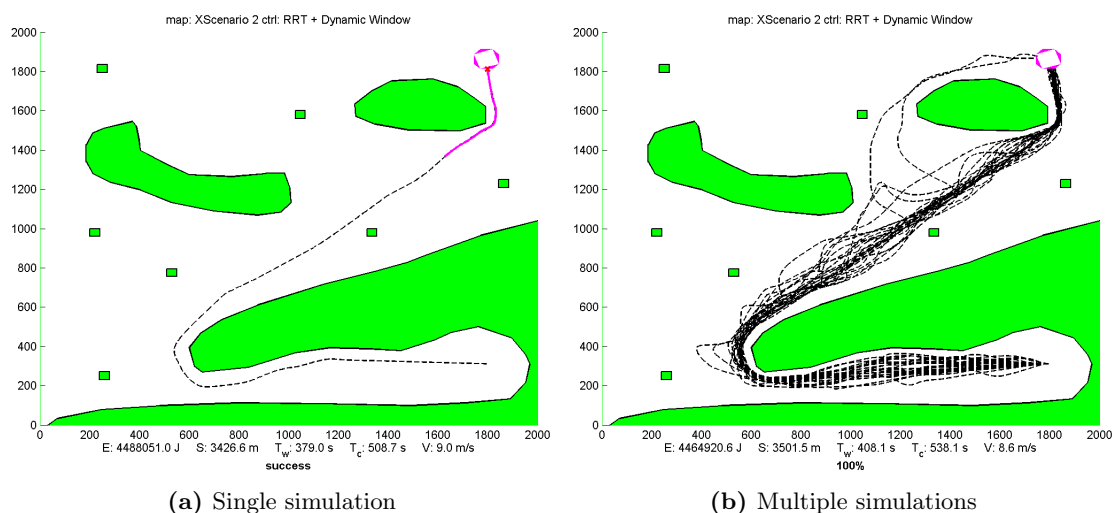 map: XScenario 2 ctrl: RRT + Dynamic Window
2000
1800
1600
1400
1200
1000
800
600
400
200
0
0 200 400 600 800 1000 1200 1400 1600 1800 2000
E: 4488051.0 J S: 3426.6 m T_w: 379.0 s T_c: 508.7 s V: 9.0 m/s
success
(a) Single simulation
map: XScenario 2 ctrl: RRT + Dynamic Window
2000
1800
1600
1400
1200
1000
800
600
400
200
0
0 200 400 600 800 1000 1200 1400 1600 1800 2000
E: 4464920.6 J S: 3501.5 m T_w: 408.1 s T_c: 538.1 s V: 8.6 m/s
100%
(b) Multiple simulations